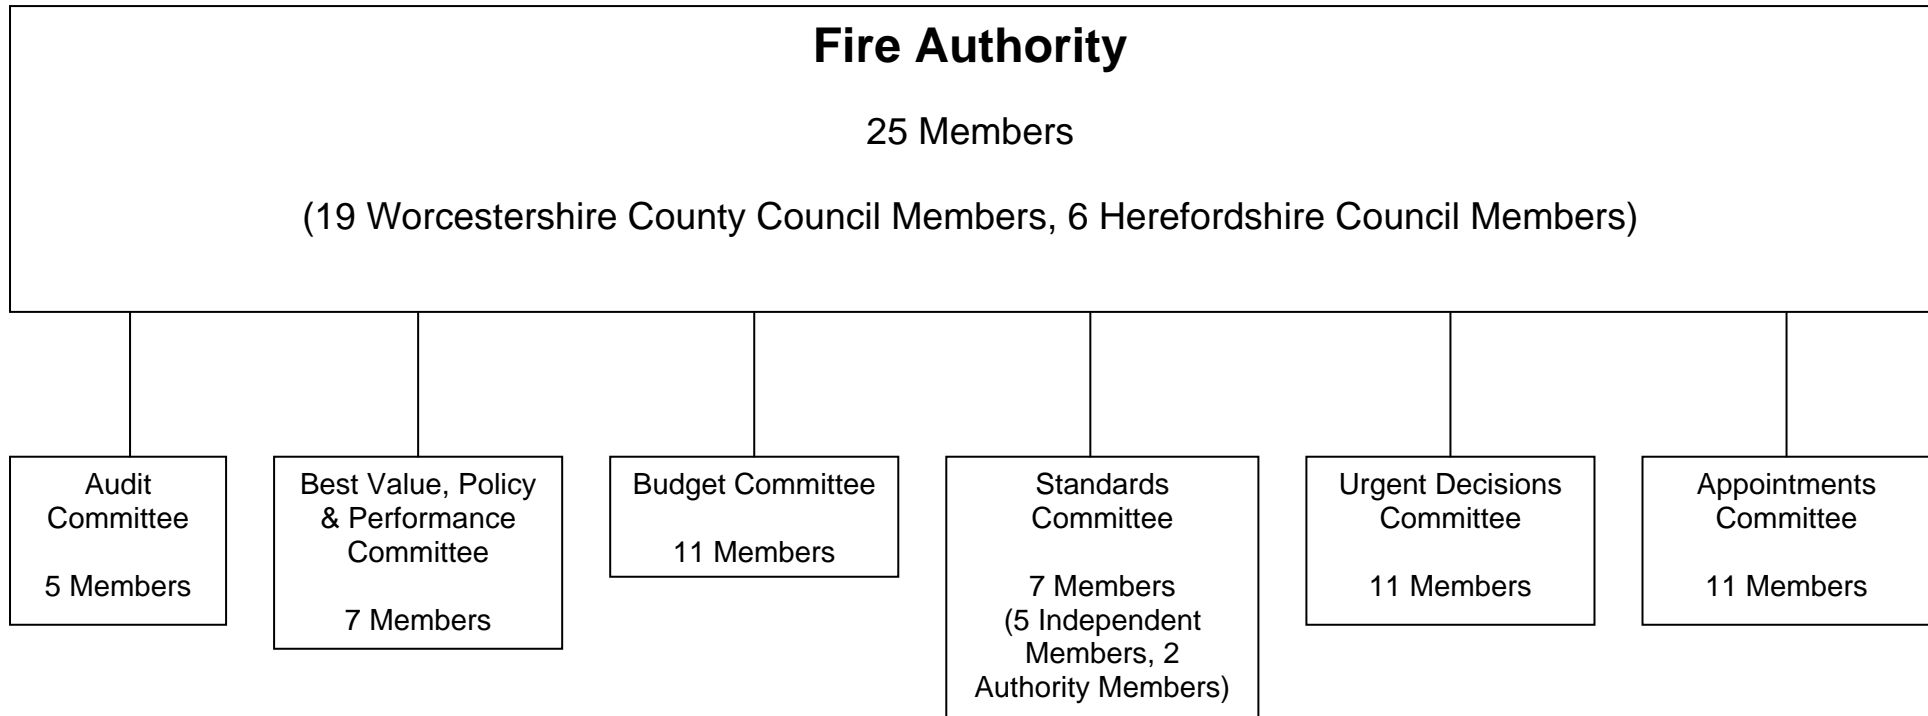 Fire Authority
25 Members
(19 Worcestershire County Council Members, 6 Herefordshire Council Members)
Audit
Committee
5 Members
Best Value, Policy
& Performance
Committee
7 Members
Budget Committee
11 Members
Standards
Committee
7 Members
(5 Independent
Members, 2
Authority Members)
Urgent Decisions
Committee
11 Members
Appointments
Committee
11 Members